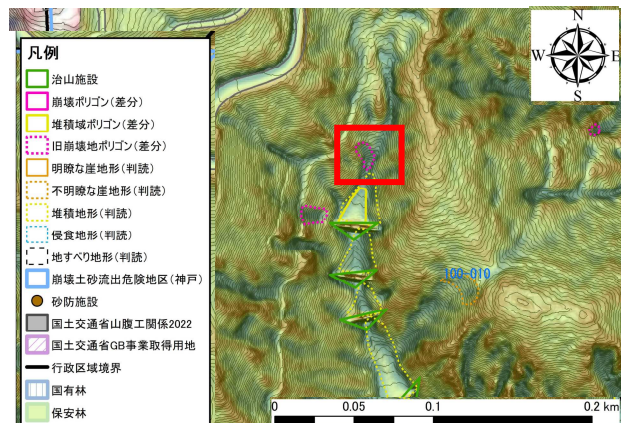 凡例
治山施設
崩壊ポリゴン(差分)
堆積域ポリゴン(差分)
旧崩壊地ポリゴン(差分)
明瞭な崖地形(判読)
不明瞭な崖地形(判読)
堆積地形(判読)
侵食地形(判読)
地すべり地形(判読)
崩壊土砂流出危険地区(神戸)
砂防施設
国土交通省山腹工関係2022
国土交通省GB事業取得用地
行政区域境界
国有林
保安林
N
W E
S
100-010
0 0.05 0.1 0.2 km